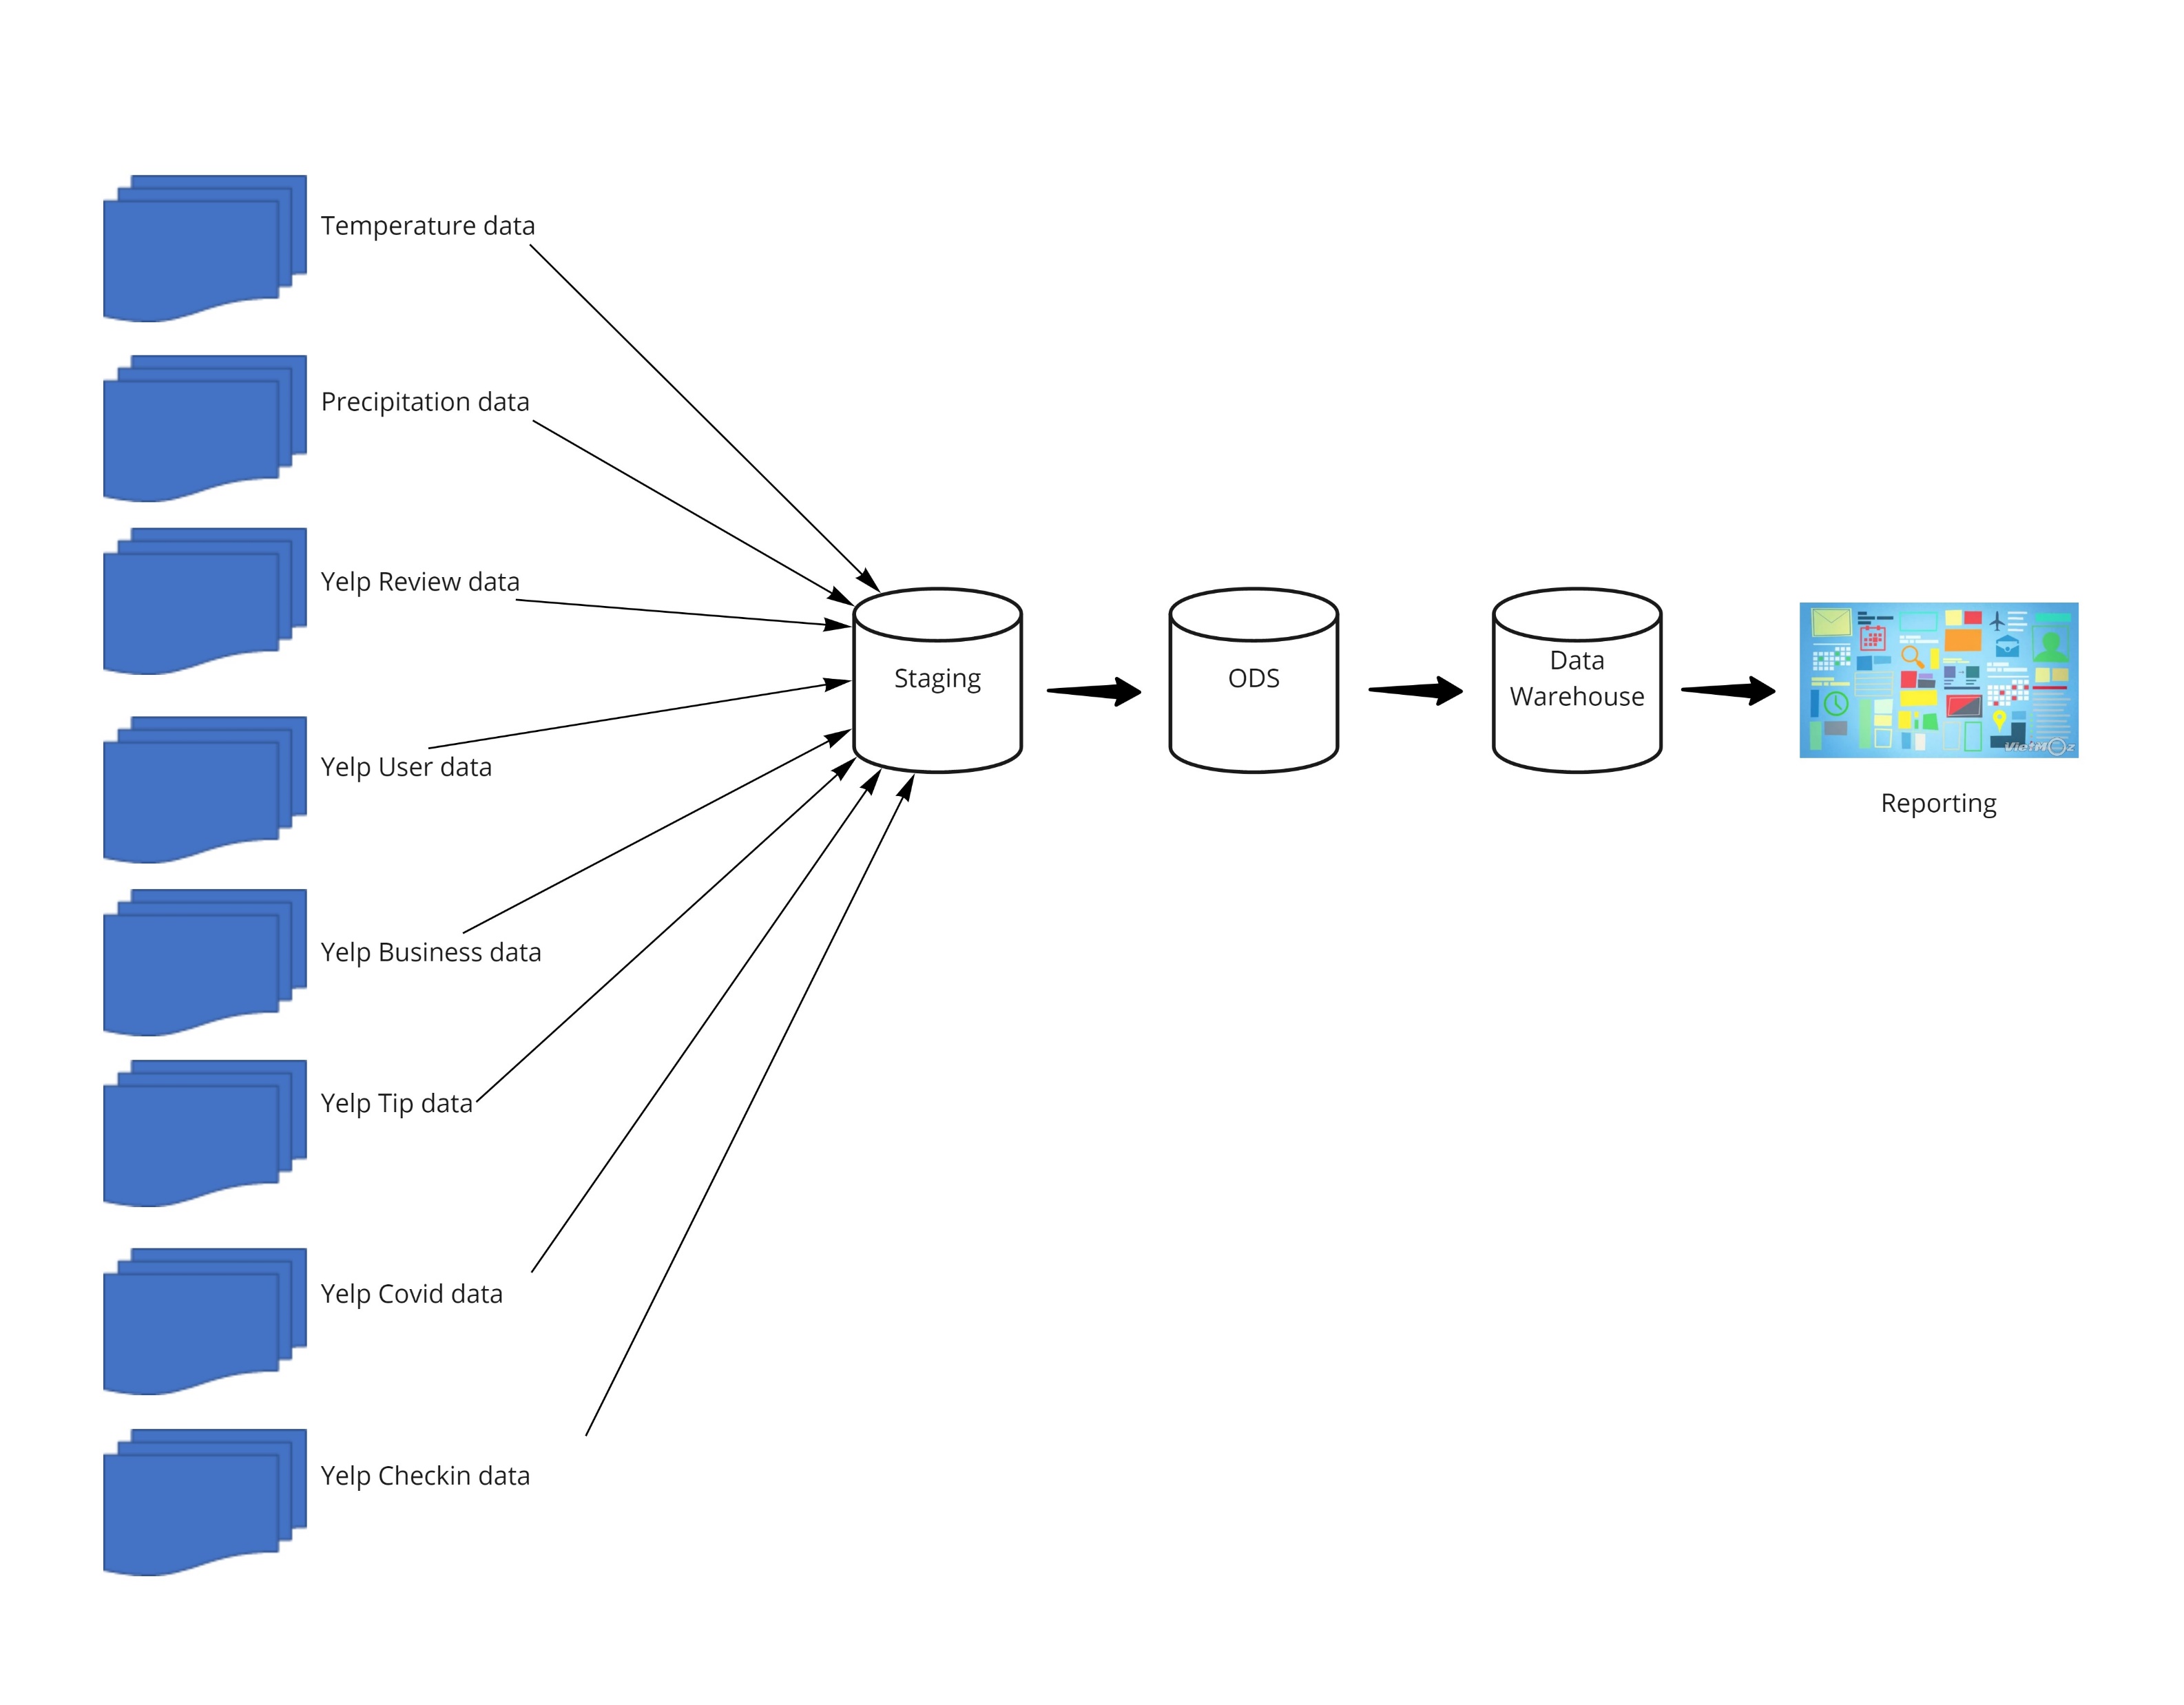 Temperature data
Precipitation data
Yelp Review data
Yelp User data
Yelp Business data
Yelp Tip data
Yelp Covid data
Yelp Checkin data
Staging
ODS
Data
Warehouse
VietMOz
Reporting